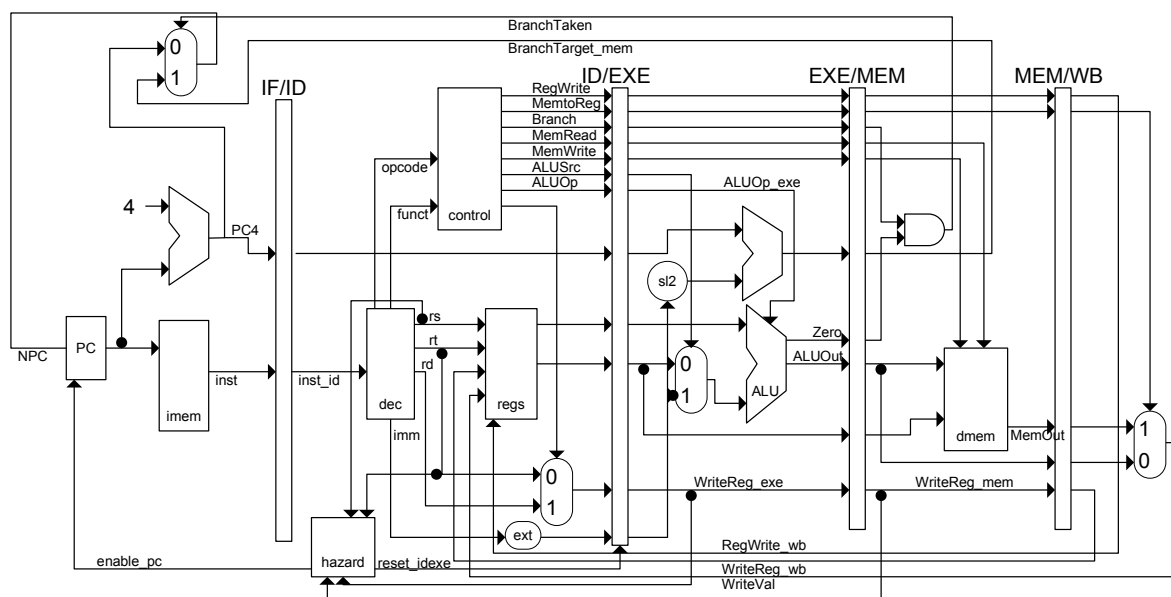 BranchTaken
0
BranchTarget_mem
1
IF/ID
ID/EXE
EXE/MEM
MEM/WB
RegWrite
MemtoReg
Branch
MemRead
MemWrite
opcode
ALUSrc
ALUOp
ALUOp_exe
4
funct
control
PC4
sl2
rs
Zero
rt
PC
NPC
ALUOut
rd
0
inst
inst_id
1
ALU
imem
dec
regs
dmem
MemOut
1
imm
0
0
WriteReg_exe
WriteReg_mem
1
ext
RegWrite_wb
enable_pc
hazard
reset_idexe
WriteReg_wb
WriteVal